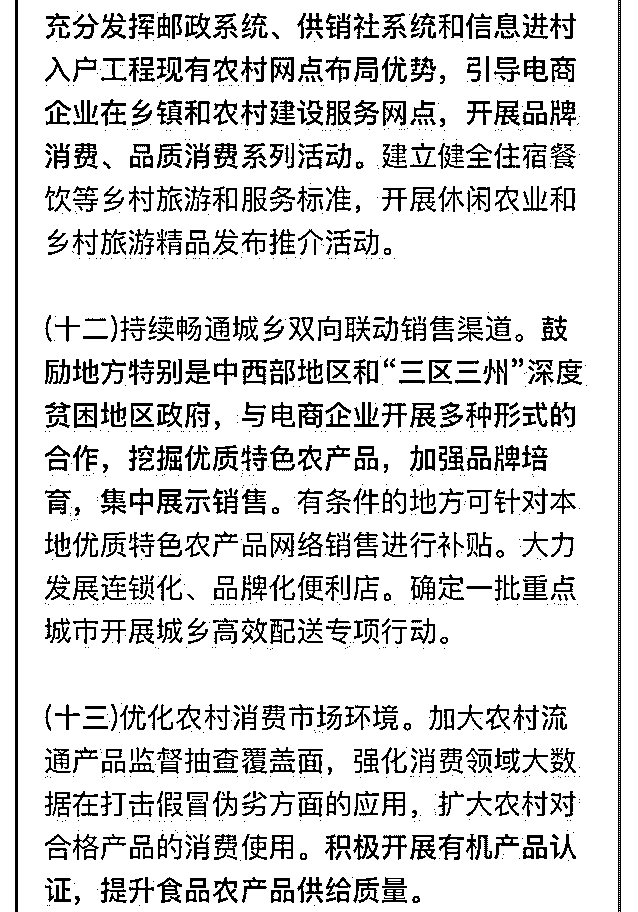 充分发挥邮政系统、供销社系统和信息进村
入户工程现有农村网点布局优势，引导电商
企业在乡镇和农村建设服务网点，开展品牌
消费、品质消费系列活动。建立健全住宿餐
饮等乡村旅游和服务标准，开展休闲农业和
乡村旅游精品发布推介活动。
(十二)持续畅通城乡双向联动销售渠道。鼓
励地方特别是中西部地区和“三区三州”深度
贫困地区政府，与电商企业开展多种形式的
合作，挖掘优质特色农产品，加强品牌培
育，集中展示销售。有条件的地方可针对本
地优质特色农产品网络销售进行补贴。大力
发展连锁化、品牌化便利店。确定一批重点
城市开展城乡高效配送专项行动。
(十三)优化农村消费市场环境。加大农村流
通产品监督抽查覆盖面，强化消费领域大数
据在打击假冒伪劣方面的应用，扩大农村对
合格产品的消费使用。积极开展有机产品认
证，提升食品农产品供给质量。